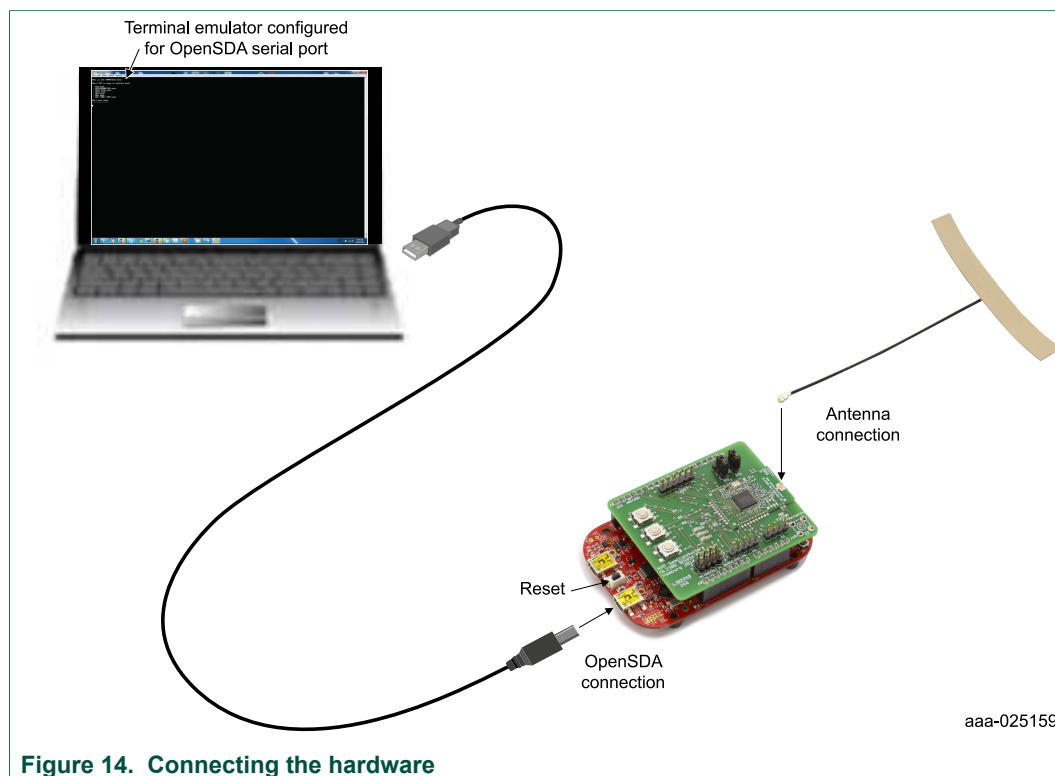 Terminal emulator configured
for OpenSDA serial port
Antenna
connection
Reset
OpenSDA
connection
aaa-025159
Figure 14. Connecting the hardware